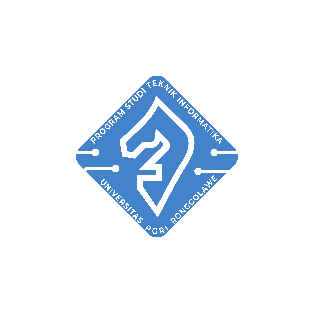 PROGRAM STUDI TEKNIK INFORMATIKA
UNIVERSITAS PGRI RONGGOLAWE